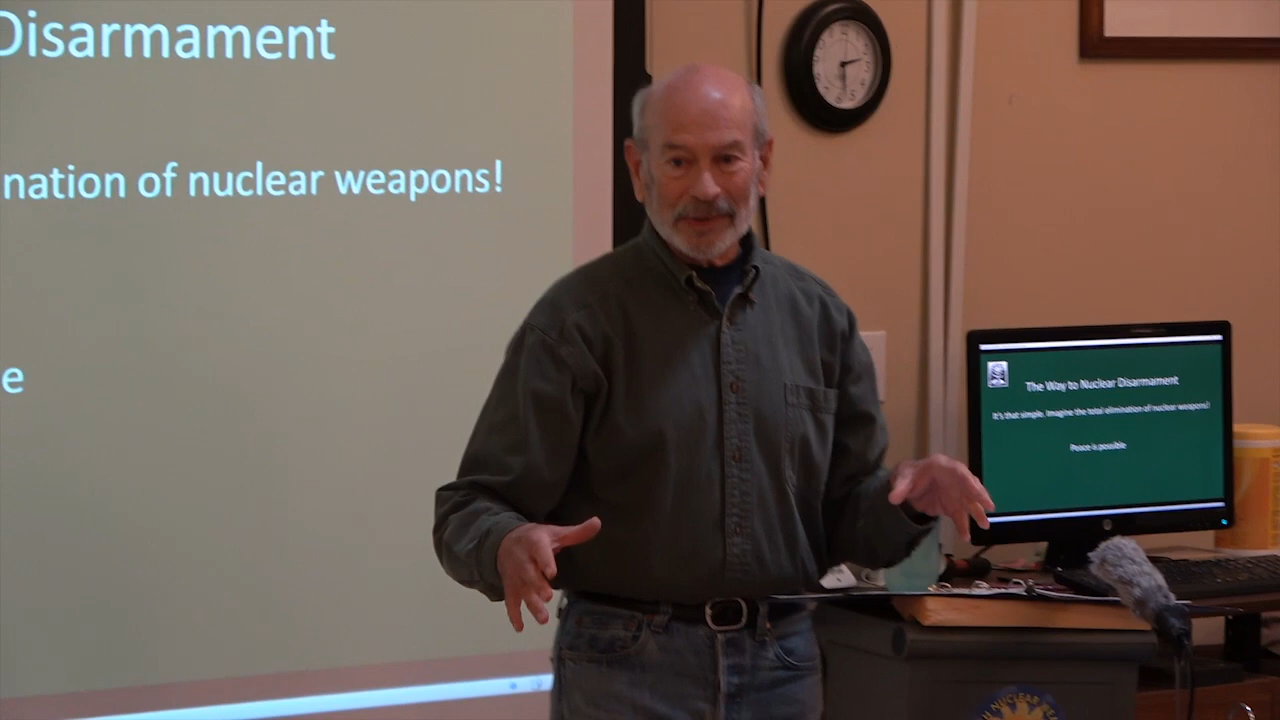 Disarmament
nation of nuclear weapons!
e
The Way to Nuclear Disarmament
It's that simple. Imagine the total elimination of nuclear weapons!
Peace is possible
NUCLEAR